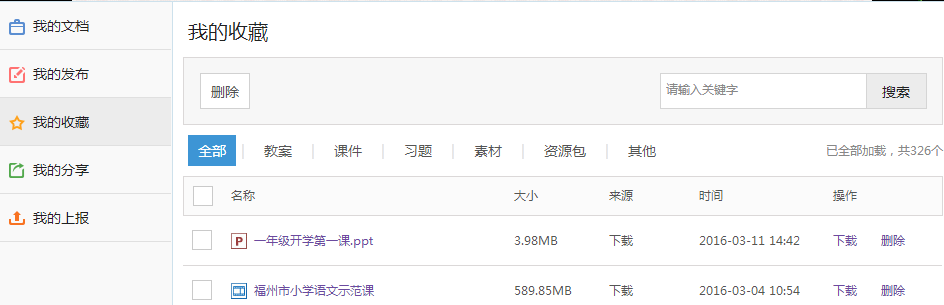 我的文档
我的发布
我的收藏
我的分享
我的上报
我的收藏
删除
请输入关键字
搜索
全部 教案 课件 习题 素材 资源包 其他 已全部加载，共326个
名称 大小 来源 时间 操作
一年级开学第一课.ppt 3.98MB 下载 2016-03-11 14:42 下载 删除
福州市小学语文示范课 589.85MB 下载 2016-03-04 10:54 下载 删除